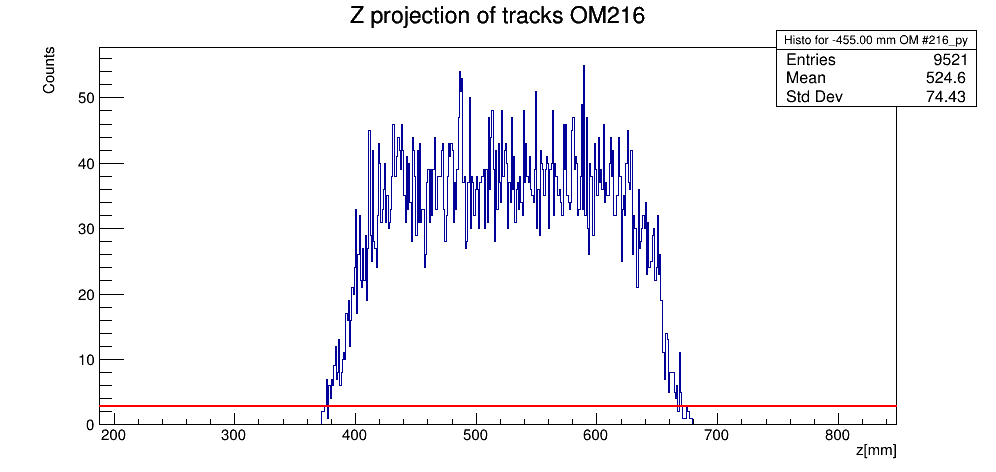 Z projection of tracks OM216
Histo for -455.00 mm OM #216_py
Entries 9521
Mean 524.6
Std Dev 74.43
Counts
50
40
30
20
10
0
200 300 400 500 600 700 800
z[mm]